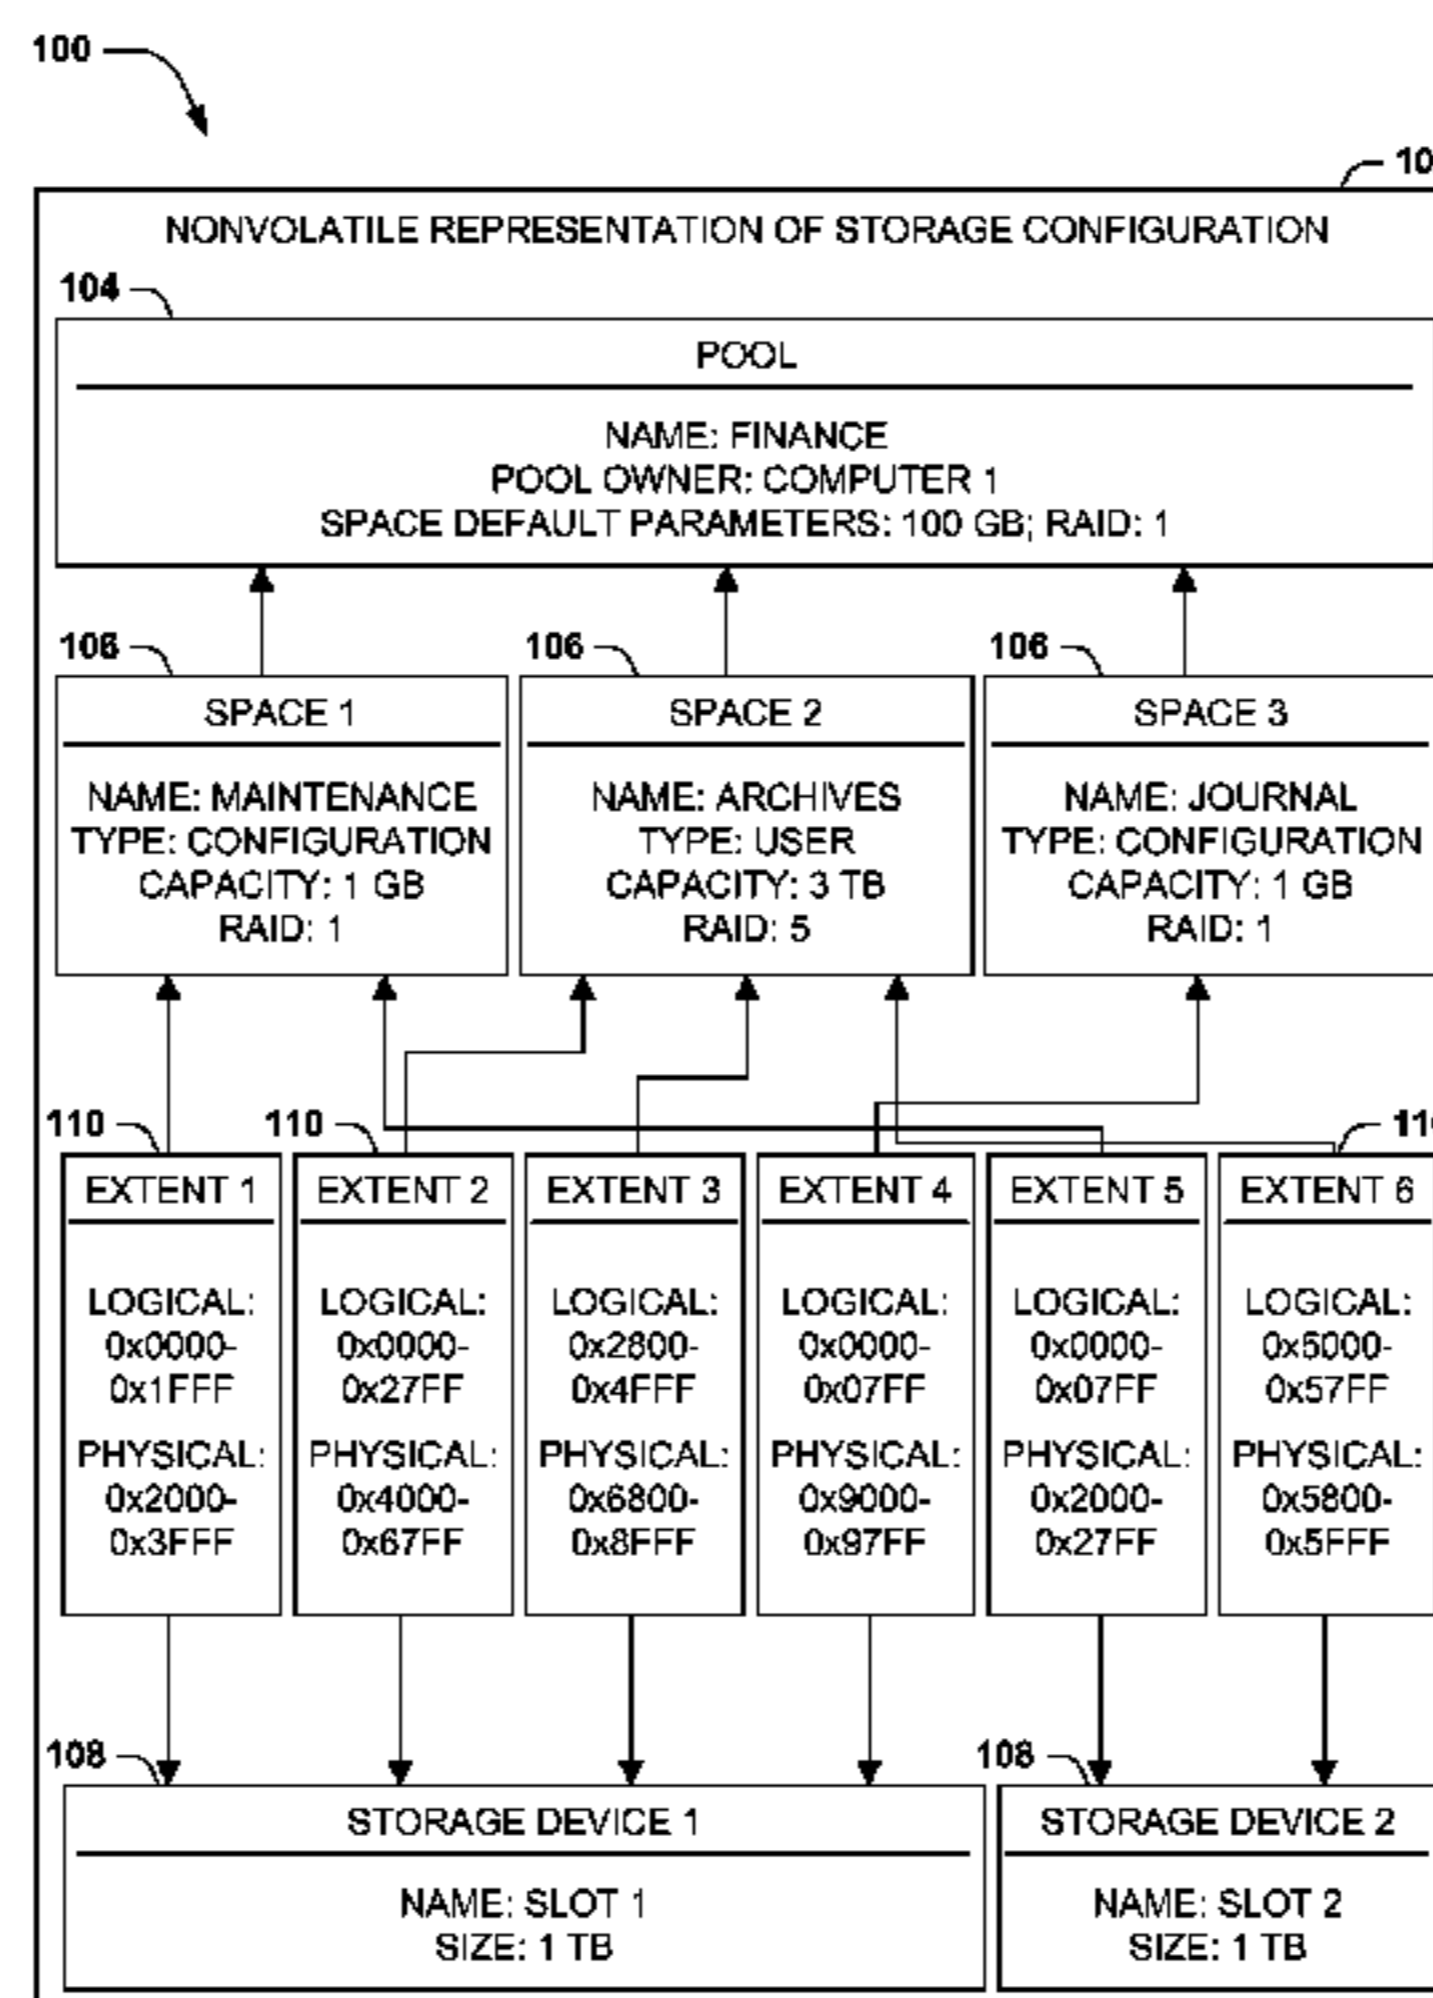 100
NONVOLATILE REPRESENTATION OF STORAGE CONFIGURATION
104
POOL
NAME: FINANCE
POOL OWNER: COMPUTER 1
SPACE DEFAULT PARAMETERS: 100 GB; RAID: 1
106
106
106
SPACE 1
NAME: MAINTENANCE
TYPE: CONFIGURATION
CAPACITY: 1 GB
RAID: 1
SPACE 2
NAME: ARCHIVES
TYPE: USER
CAPACITY: 3 TB
RAID: 5
SPACE 3
NAME: JOURNAL
TYPE: CONFIGURATION
CAPACITY: 1 GB
RAID: 1
110
110
EXTENT 1
LOGICAL:
0x0000-
0x1FFF
PHYSICAL:
0x2000-
0x3FFF
EXTENT 2
LOGICAL:
0x0000-
0x27FF
PHYSICAL:
0x4000-
0x67FF
EXTENT 3
LOGICAL:
0x2800-
0x4FFF
PHYSICAL:
0x6800-
0x8FFF
EXTENT 4
LOGICAL:
0x0000-
0x07FF
PHYSICAL:
0x9000-
0x97FF
EXTENT 5
LOGICAL:
0x0000-
0x07FF
PHYSICAL:
0x2000-
0x27FF
EXTENT 6
LOGICAL:
0x5000-
0x57FF
PHYSICAL:
0x5800-
0x5FFF
108
108
STORAGE DEVICE 1
NAME: SLOT 1
SIZE: 1 TB
STORAGE DEVICE 2
NAME: SLOT 2
SIZE: 1 TB